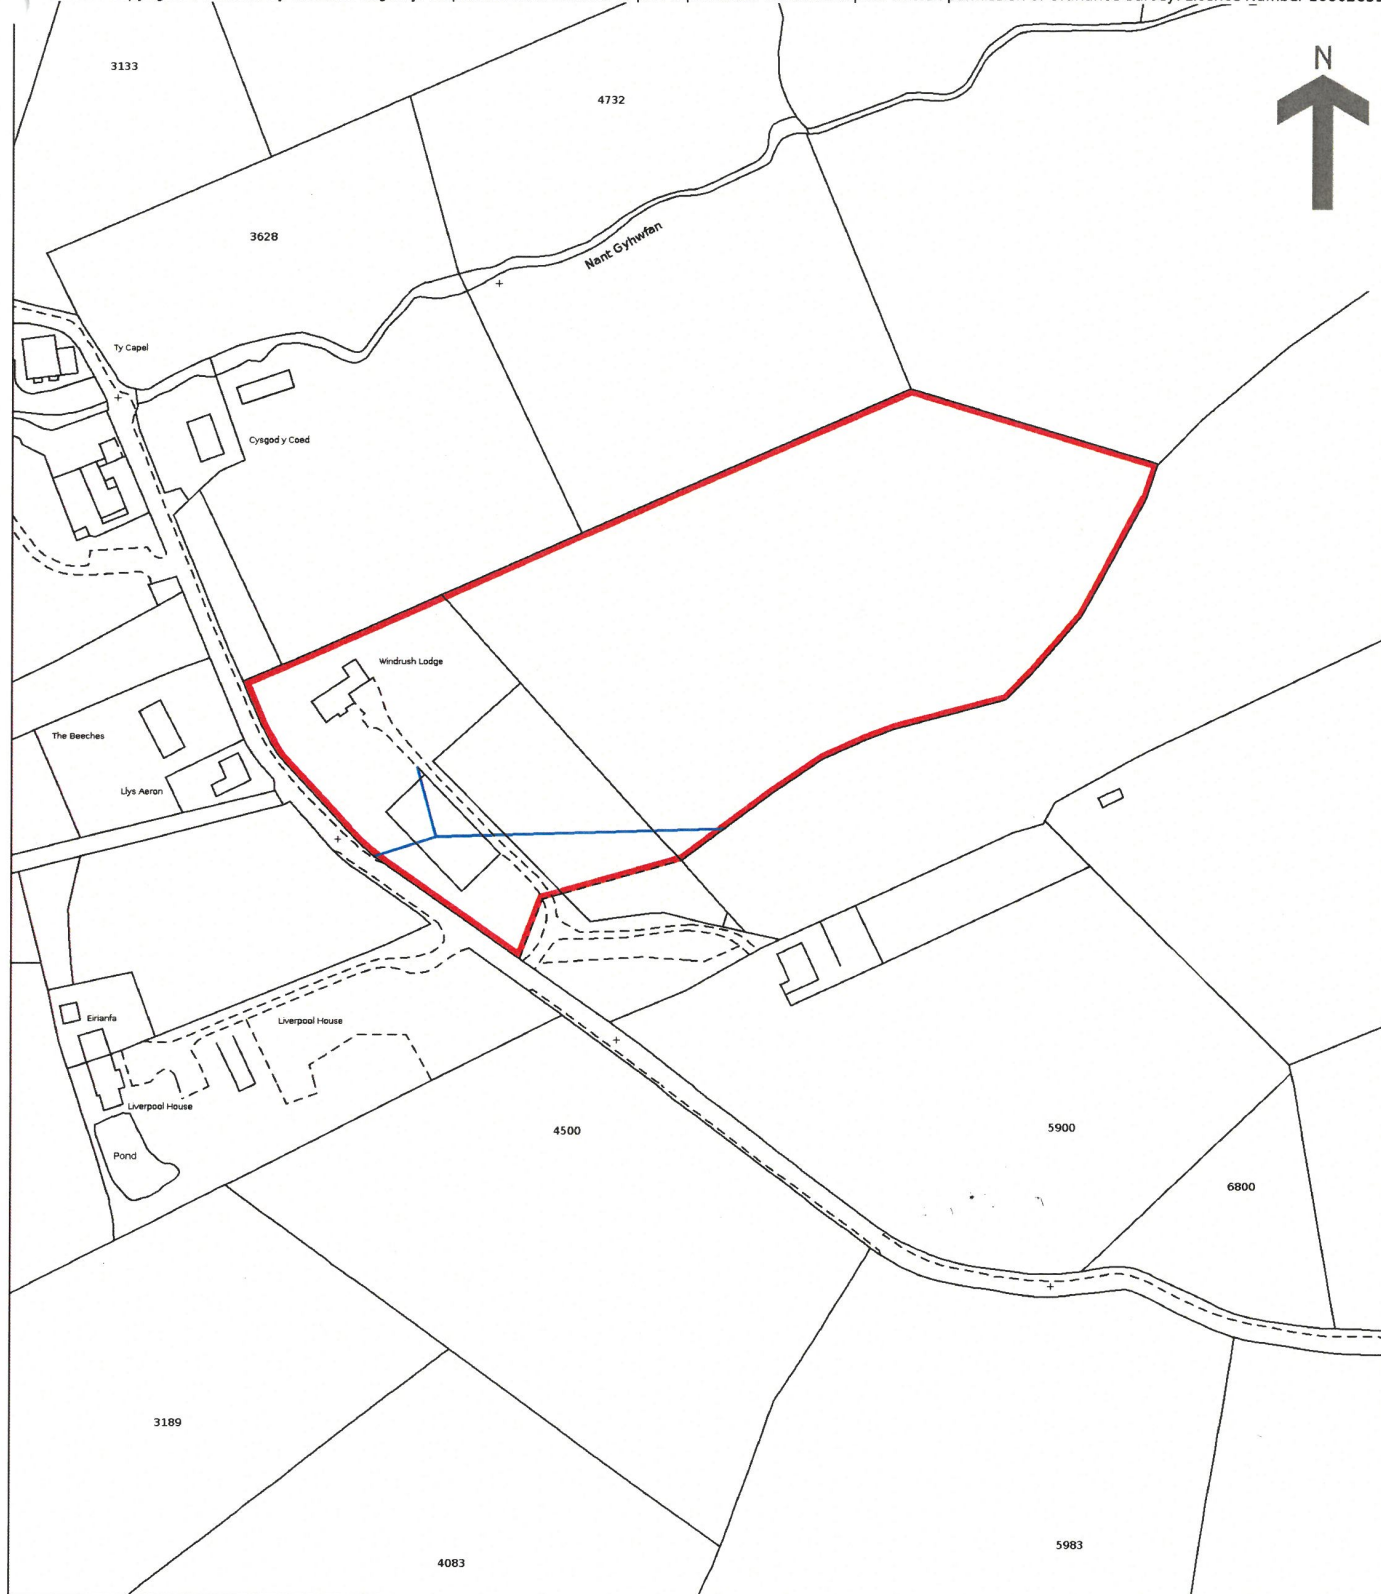 N
3133
4732
3628
Nant Gyhwfan
Ty Capel
Cysgod y Coed
Windrush Lodge
The Beeches
Llys Aeron
Eirianfa
Liverpool House
Liverpool House
Pond
4500
5900
6800
3189
4083
5983